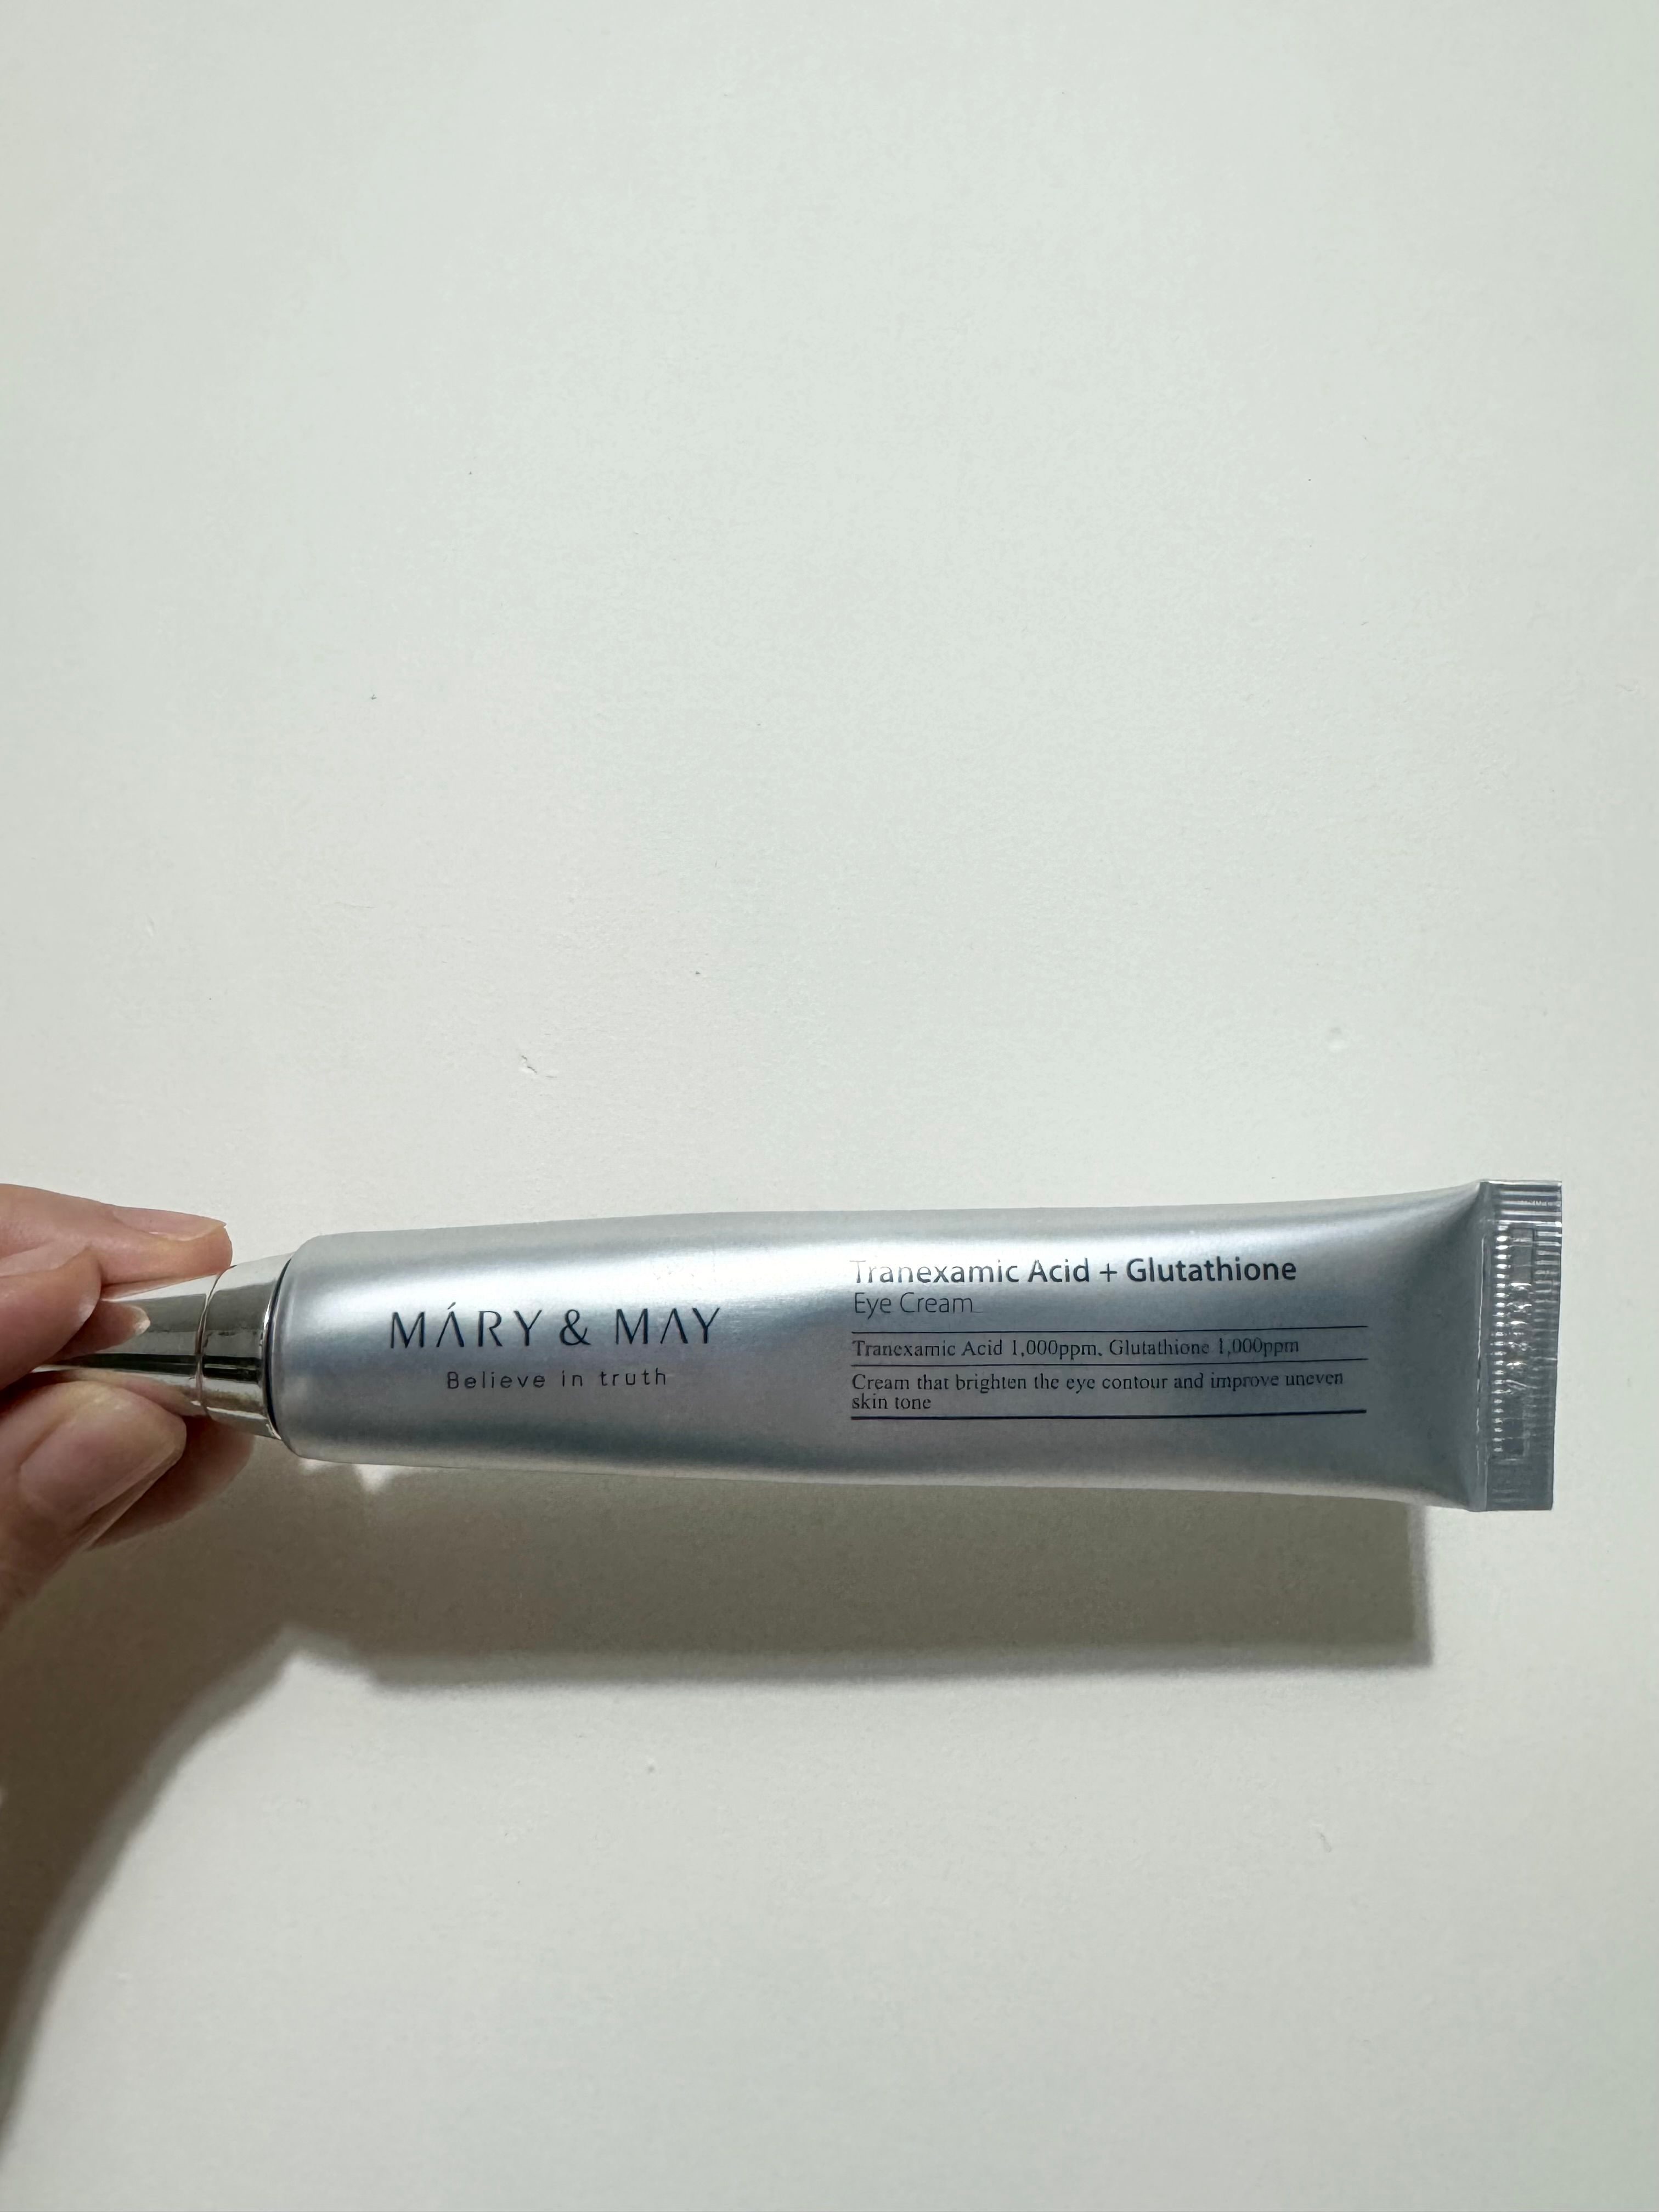 MÁRY & MAY
Believe in truth
Tranexamic Acid + Glutathione
Eye Cream
Tranexamic Acid 1,000ppm, Glutathione 1,000ppm
Cream that brighten the eye contour and improve uneven
skin tone